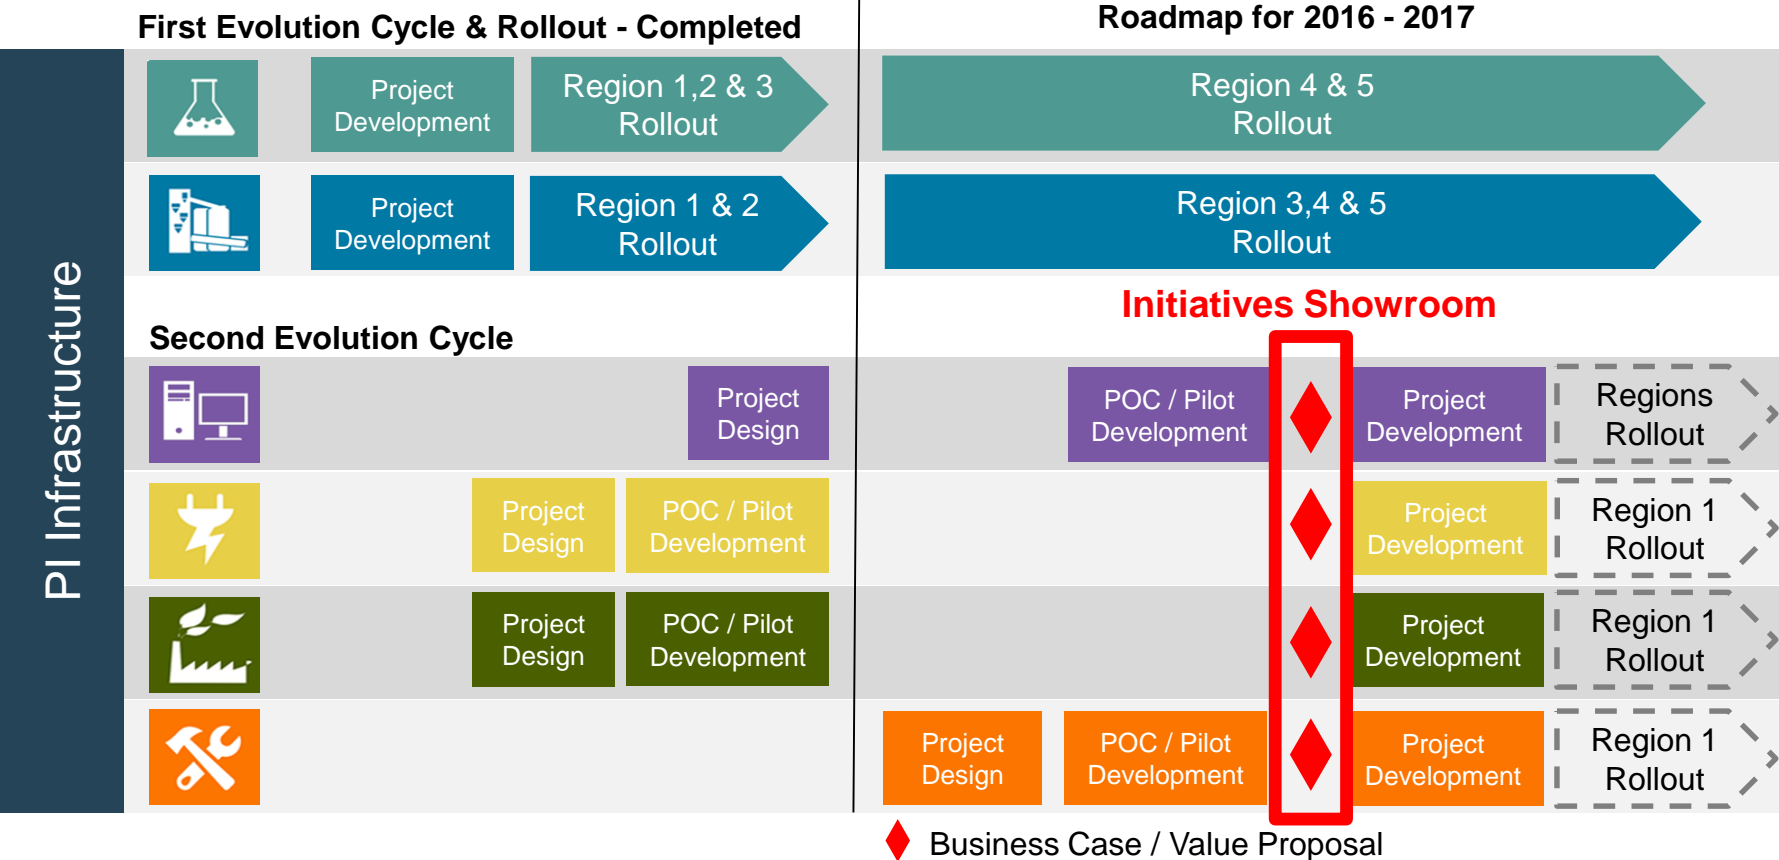 First Evolution Cycle & Rollout - Completed
Roadmap for 2016 - 2017
PI Infrastructure
Project
Development
Region 1,2 & 3
Rollout
Region 4 & 5
Rollout
Project
Development
Region 1 & 2
Rollout
Region 3,4 & 5
Rollout
Initiatives Showroom
Second Evolution Cycle
Project
Design
POC / Pilot
Development
Project
Development
Regions
Rollout
Project
Design
POC / Pilot
Development
Project
Development
Region 1
Rollout
Project
Design
POC / Pilot
Development
Project
Development
Region 1
Rollout
Project
Design
POC / Pilot
Development
Project
Development
Region 1
Rollout
Business Case / Value Proposal